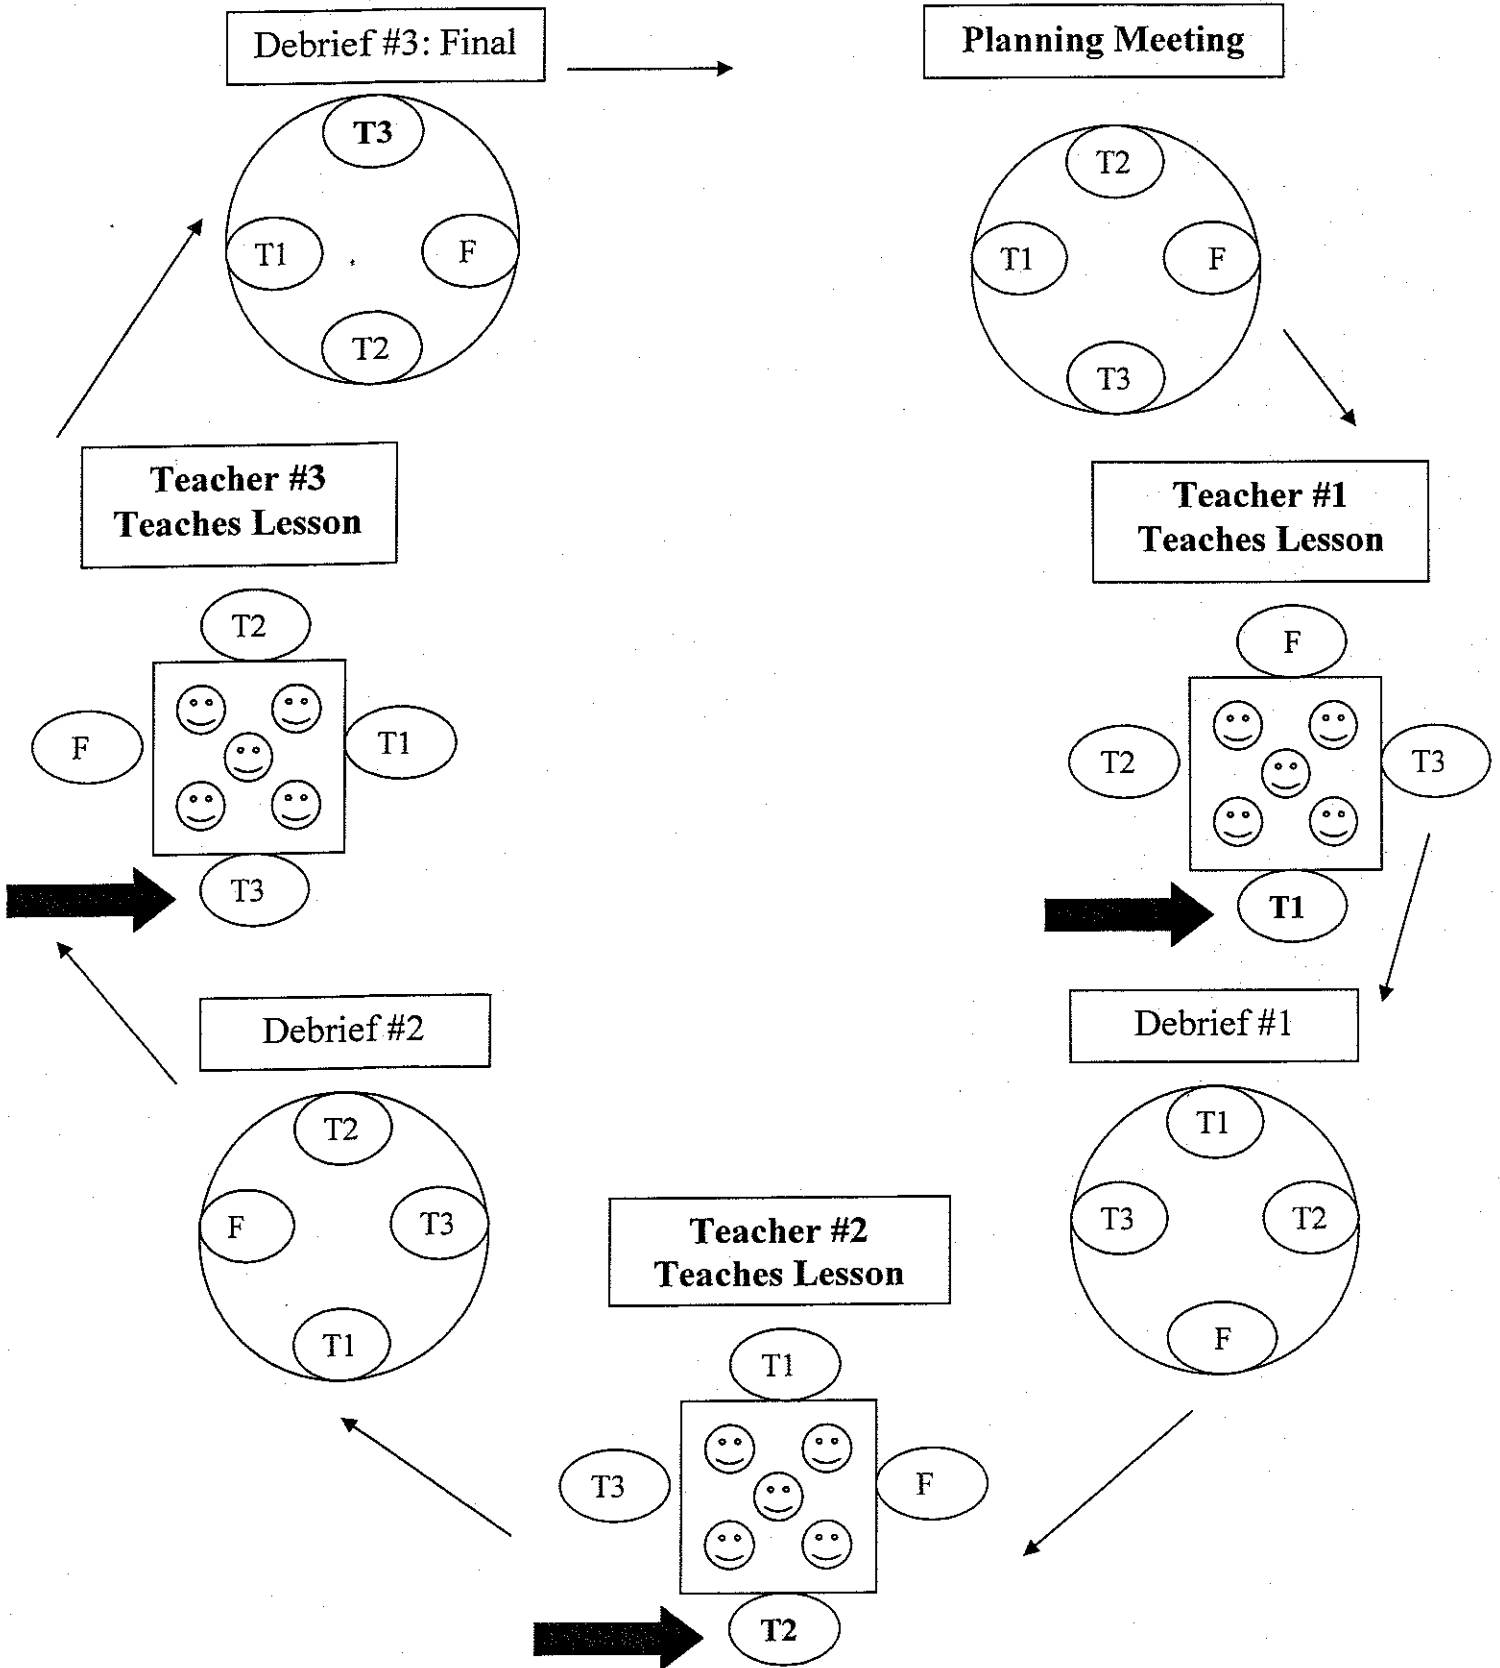 Debrief #3: Final
T3
T1
F
T2
Planning Meeting
T2
T1
F
T3
Teacher #1
Teaches Lesson
F
T2
T3
T1
Debrief #1
T1
T3
T2
F
Teacher #2
Teaches Lesson
T1
T3
F
T2
Debrief #2
T2
F
T3
T1
Teacher #3
Teaches Lesson
T2
F
T1
T3